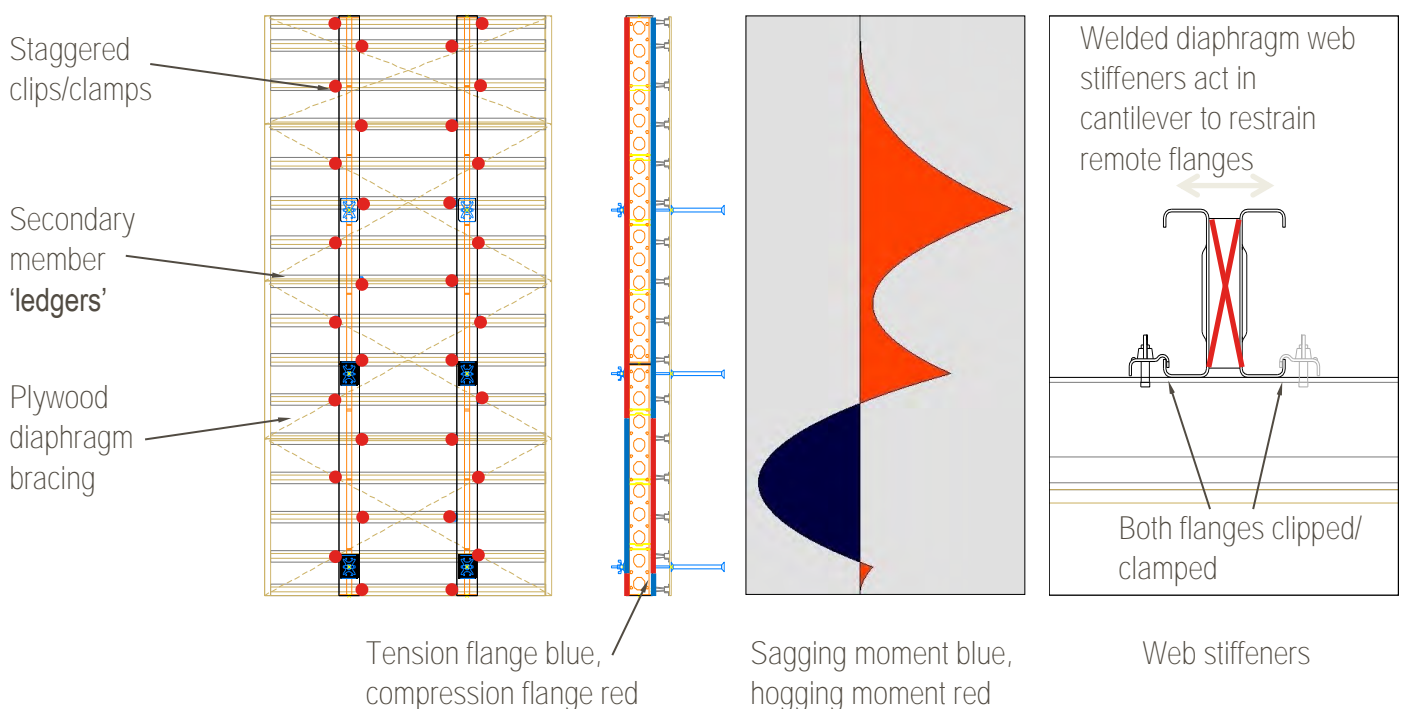 Staggered
clips/clamps
Secondary
member
'ledgers'
Plywood
diaphragm
bracing
Tension flange blue,
compression flange red
Sagging moment blue,
hogging moment red
Welded diaphragm web
stiffeners act in
cantilever to restrain
remote flanges
Both flanges clipped/
clamped
Web stiffeners